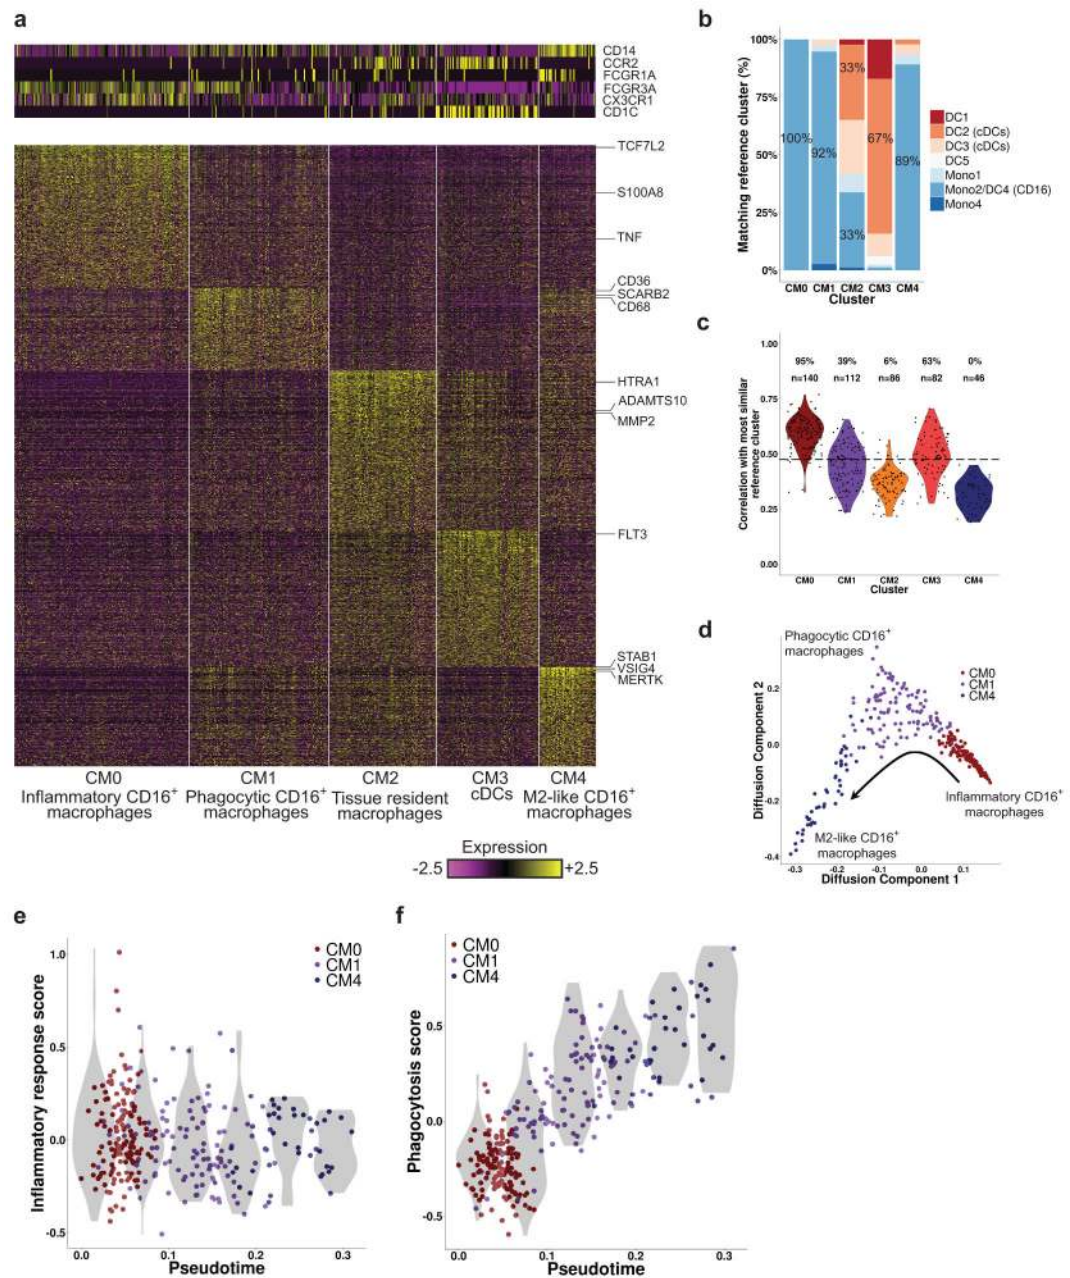 a
CD14
CCR2
FCGR1A
FCGR3A
CX3CR1
CD1C
TCF7L2
S100A8
TNF
CD36
SCARB2
CD68
HTRA1
ADAMTS10
MMP2
FLT3
STAB1
VSIG4
MERTK
CM0 CM1 CM2 CM3 CM4
Inflammatory CD16+ macrophages
Phagocytic CD16+ macrophages
Tissue resident macrophages
cDCs
M2-like CD16+ macrophages
Expression
-2.5 +2.5
b
Matching reference cluster (%)
100%
75%
50%
25%
0%
100% 92% 33% 33% 67% 89%
CM0 CM1 CM2 CM3 CM4
Cluster
DC1
DC2 (cDCs)
DC3 (cDCs)
DC5
Mono1
Mono2/DC4 (CD16)
Mono4
c
Correlation with most similar
reference cluster
1.00
0.75
0.50
0.25
0.00
95% 39% 6% 63% 0%
n=140 n=112 n=86 n=82 n=46
CM0 CM1 CM2 CM3 CM4
Cluster
d
Phagocytic CD16+
macrophages
CM0
CM1
CM4
Diffusion Component 2
0.2
0.0
-0.2
-0.4
Inflammatory CD16+
macrophages
M2-like CD16+
macrophages
-0.3 -0.2 -0.1 0.0 0.1
Diffusion Component 1
e
Inflammatory response score
1.0
0.5
0.0
-0.5
CM0
CM1
CM4
0.0 0.1 0.2 0.3
Pseudotime
f
Phagocytosis score
0.5
0.0
-0.5
CM0
CM1
CM4
0.0 0.1 0.2 0.3
Pseudotime